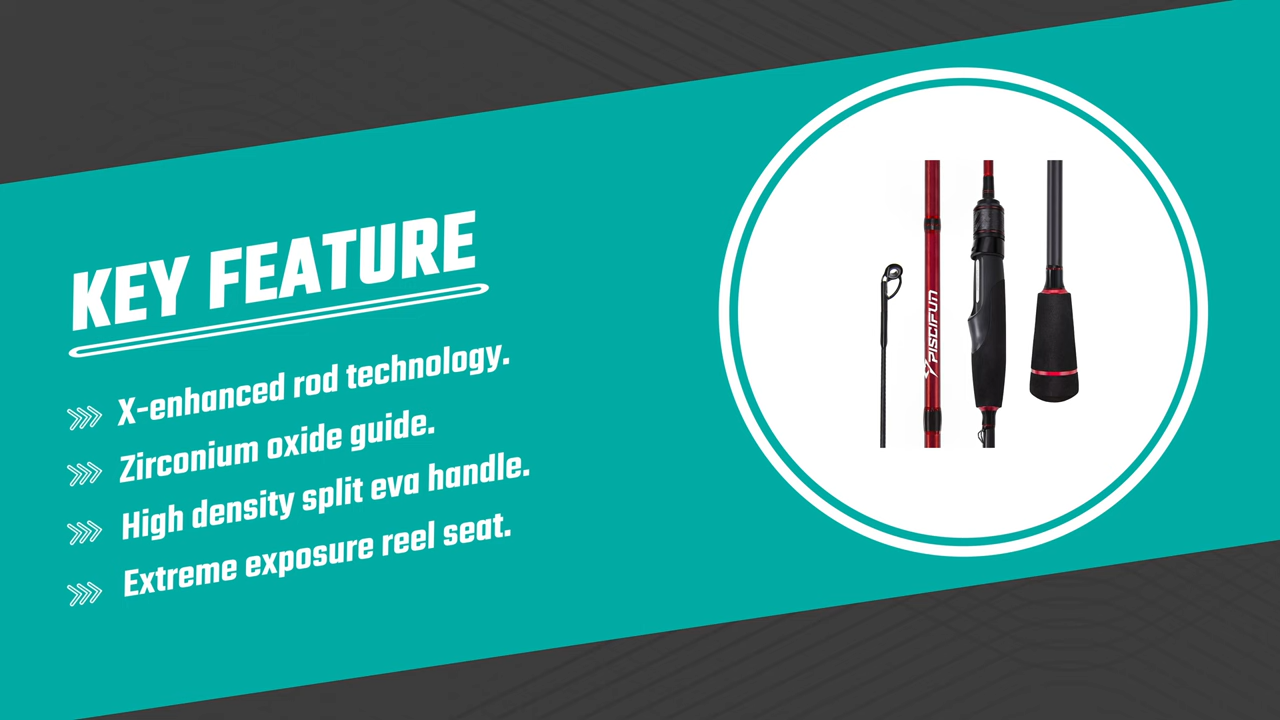 KEY FEATURE
X-enhanced rod technology.
Zirconium oxide guide.
High density split eva handle.
Extreme exposure reel seat.
PISCIFUN